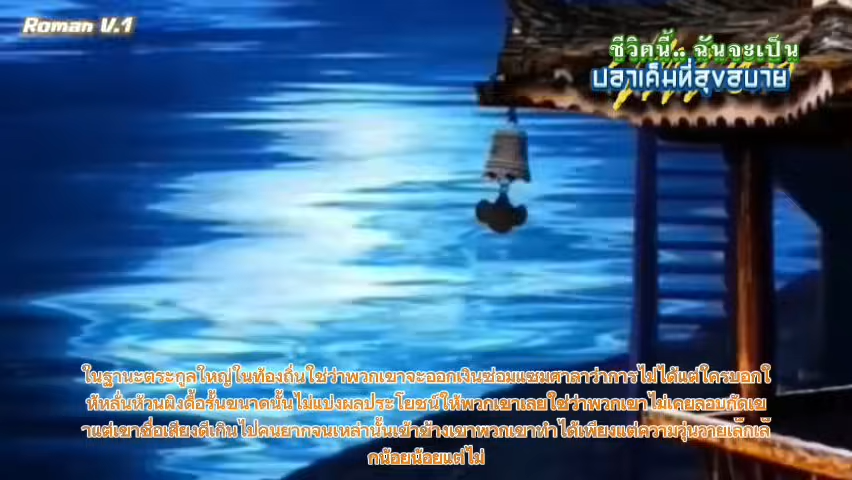 Roman V.1
ชีวิตนี้.. ฉันจะเป็น
ปลาเค็มที่สุขสบาย
ในฐานะตระกูลใหญ่ในท้องถิ่นใช่ว่าพวกเขาจะออกเงินซ่อมแซมศาลาว่าการไม่ได้แต่ใครบอกใ
ห้หลั่นหัวนผิงดื้อรั้นขนาดนั้นไม่แบ่งผลประโยชน์ให้พวกเขาเลยใช่ว่าพวกเขาไม่เคยลอบกัดเข
าแต่เขาชื่อเสียงดีเกินไปคนยากจนเหล่านั้นเข้าข้างเขาพวกเขาทำได้เพียงแต่ความวุ่นวายเล็กเล็
กน้อยน้อยแต่ไม่